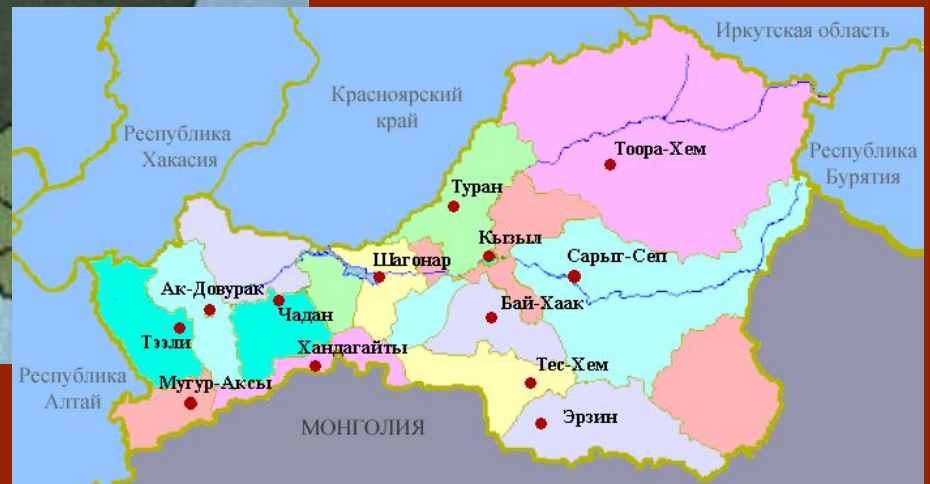 Иркутская область
Красноярский
край
Республика
Хакасия
Тоора-Хем
Республика
Бурятия
Туран
Кызыл
Шагонар
Сарыг-Сеп
Ак-Довурак
Чадан
Бай-Хаак
Тээли
Хандагайты
Тес-Хем
Республика
Алтай
Мугур-Аксы
МОНГОЛИЯ
Эрзин